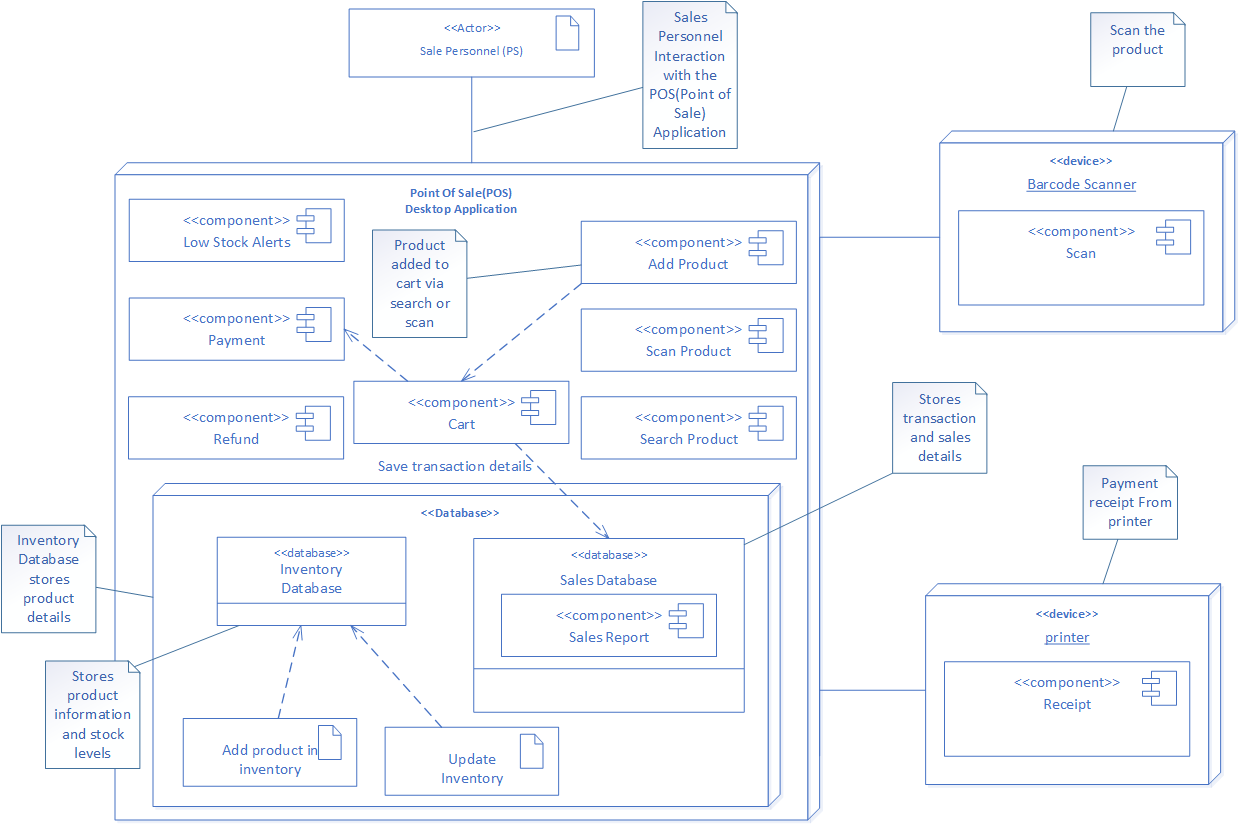 <<Actor>>
Sale Personnel (PS)
Sales
Personnel
Interaction
with the
POS(Point of
Sale)
Application
Scan the
product
Point Of Sale(POS)
Desktop Application
<<component>>
Low Stock Alerts
Product
added to
cart via
search or
scan
<<component>>
Add Product
<<device>>
Barcode Scanner
<<component>>
Scan
<<component>>
Payment
<<component>>
Scan Product
<<component>>
Cart
<<component>>
Refund
<<component>>
Search Product
Stores
transaction
and sales
details
Save transaction details
<<Database>>
Payment
receipt From
printer
Inventory
Database
stores
product
details
<<database>>
Inventory
Database
<<database>>
Sales Database
<<component>>
Sales Report
<<device>>
printer
<<component>>
Receipt
Stores
product
information
and stock
levels
Add product in
inventory
Update
Inventory